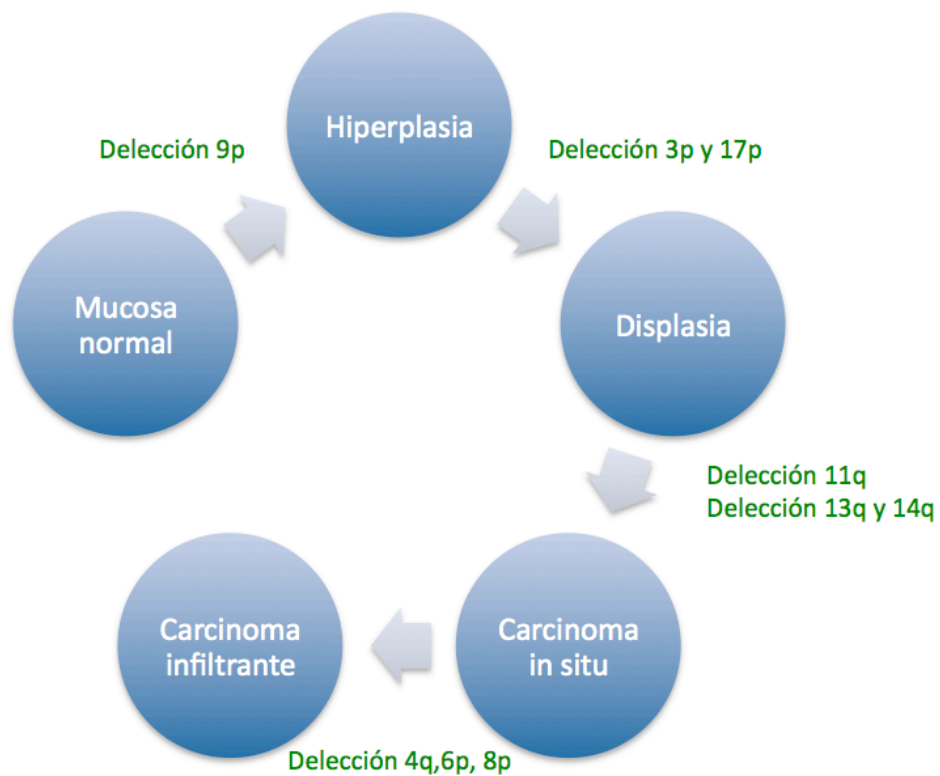 Hiperplasia
Delección 9p
Delección 3p y 17p
Mucosa
normal
Displasia
Delección 11q
Delección 13q y 14q
Carcinoma
in situ
Carcinoma
infiltrante
Delección 4q,6p, 8p